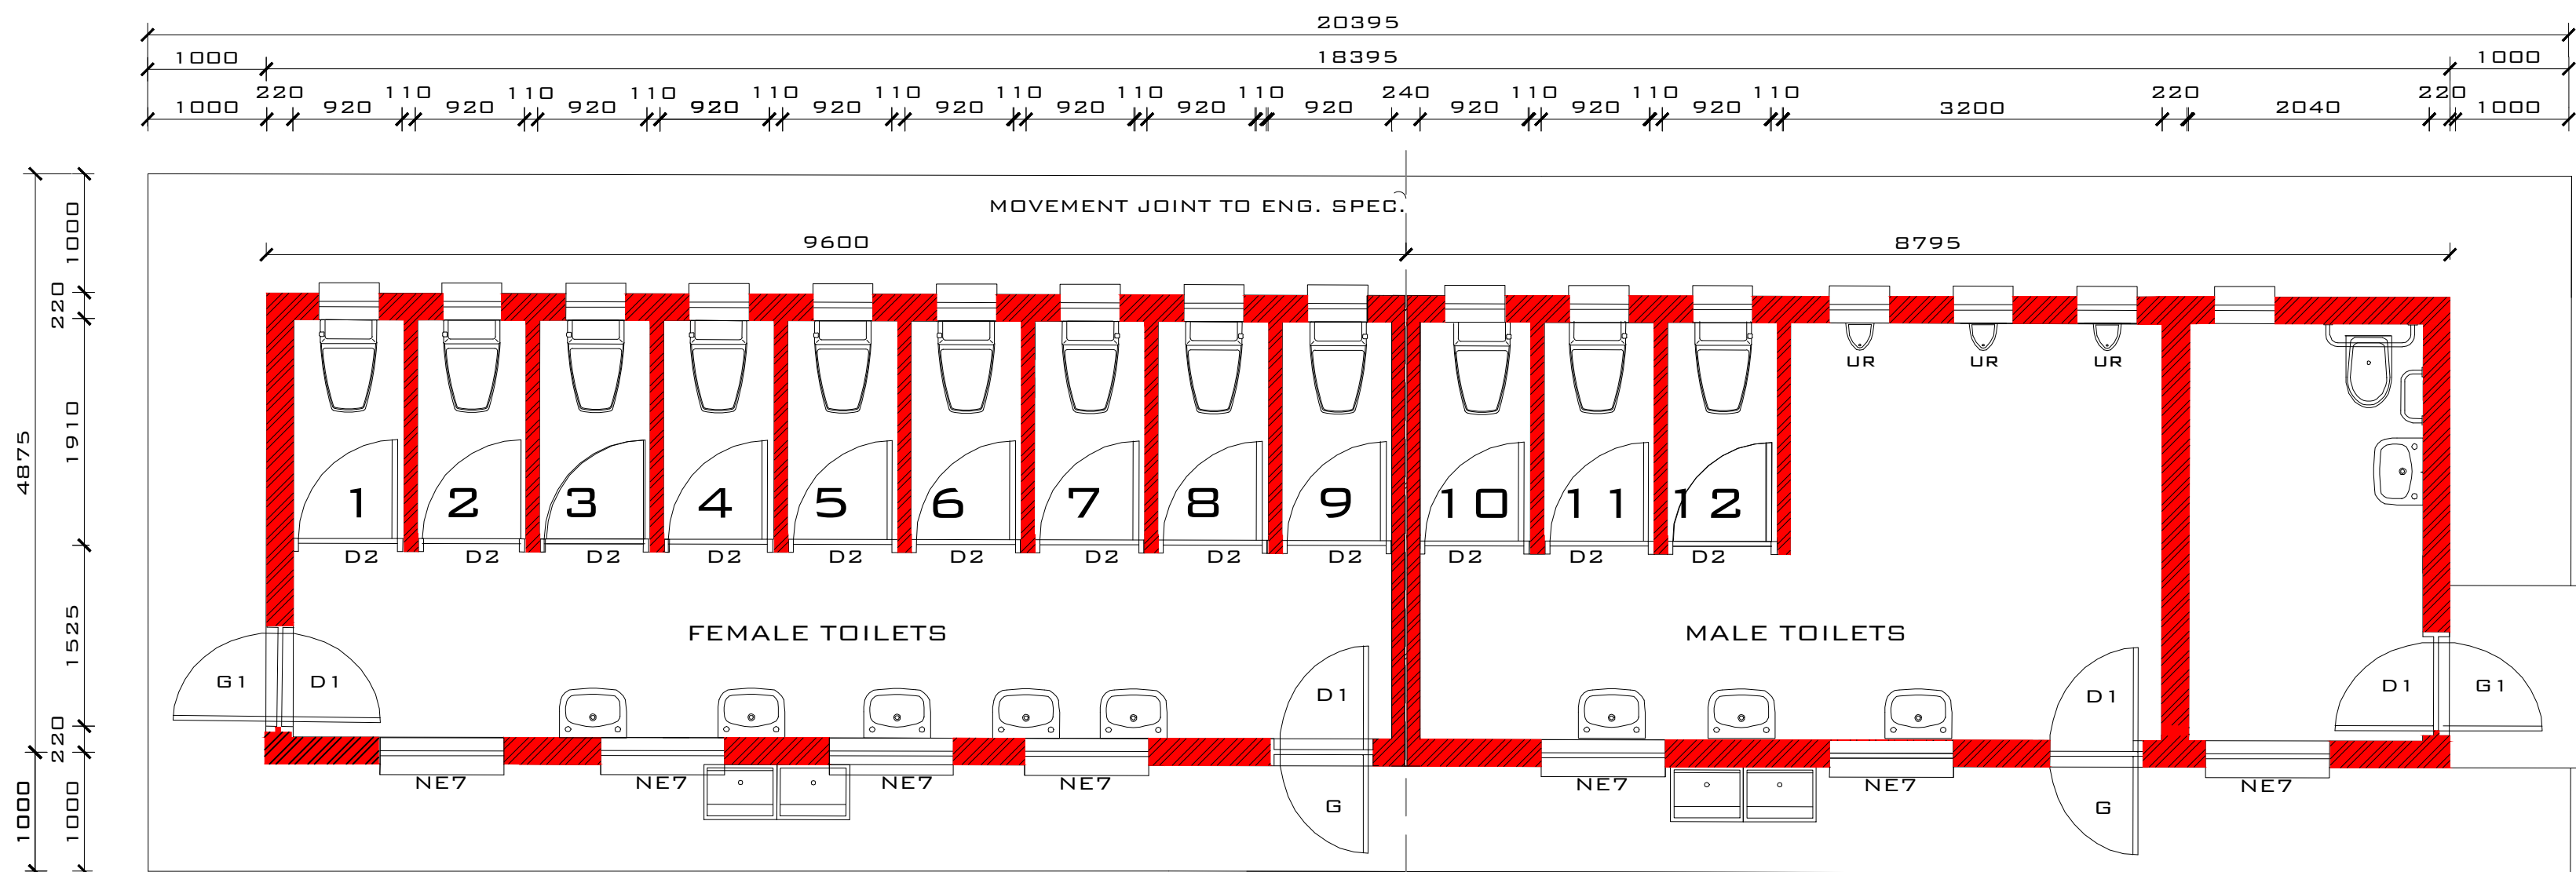 20395
1000 18395 1000
1000 220 920 110 920 110 920 110 920 110 920 110 920 110 920 110 920 110 920 240 920 110 920 110 920 110 3200 220 2040 220 1000
MOVEMENT JOINT TO ENG. SPEC.
9600 8795
4875
1000
1000
220
1910
1525
220
1000
UR UR UR
1 2 3 4 5 6 7 8 9 10 11 12
D2 D2 D2 D2 D2 D2 D2 D2 D2 D2 D2 D2
FEMALE TOILETS MALE TOILETS
G1 D1 D1 D1 D1 G1
NE7 NE7 NE7 NE7 G NE7 NE7 G NE7